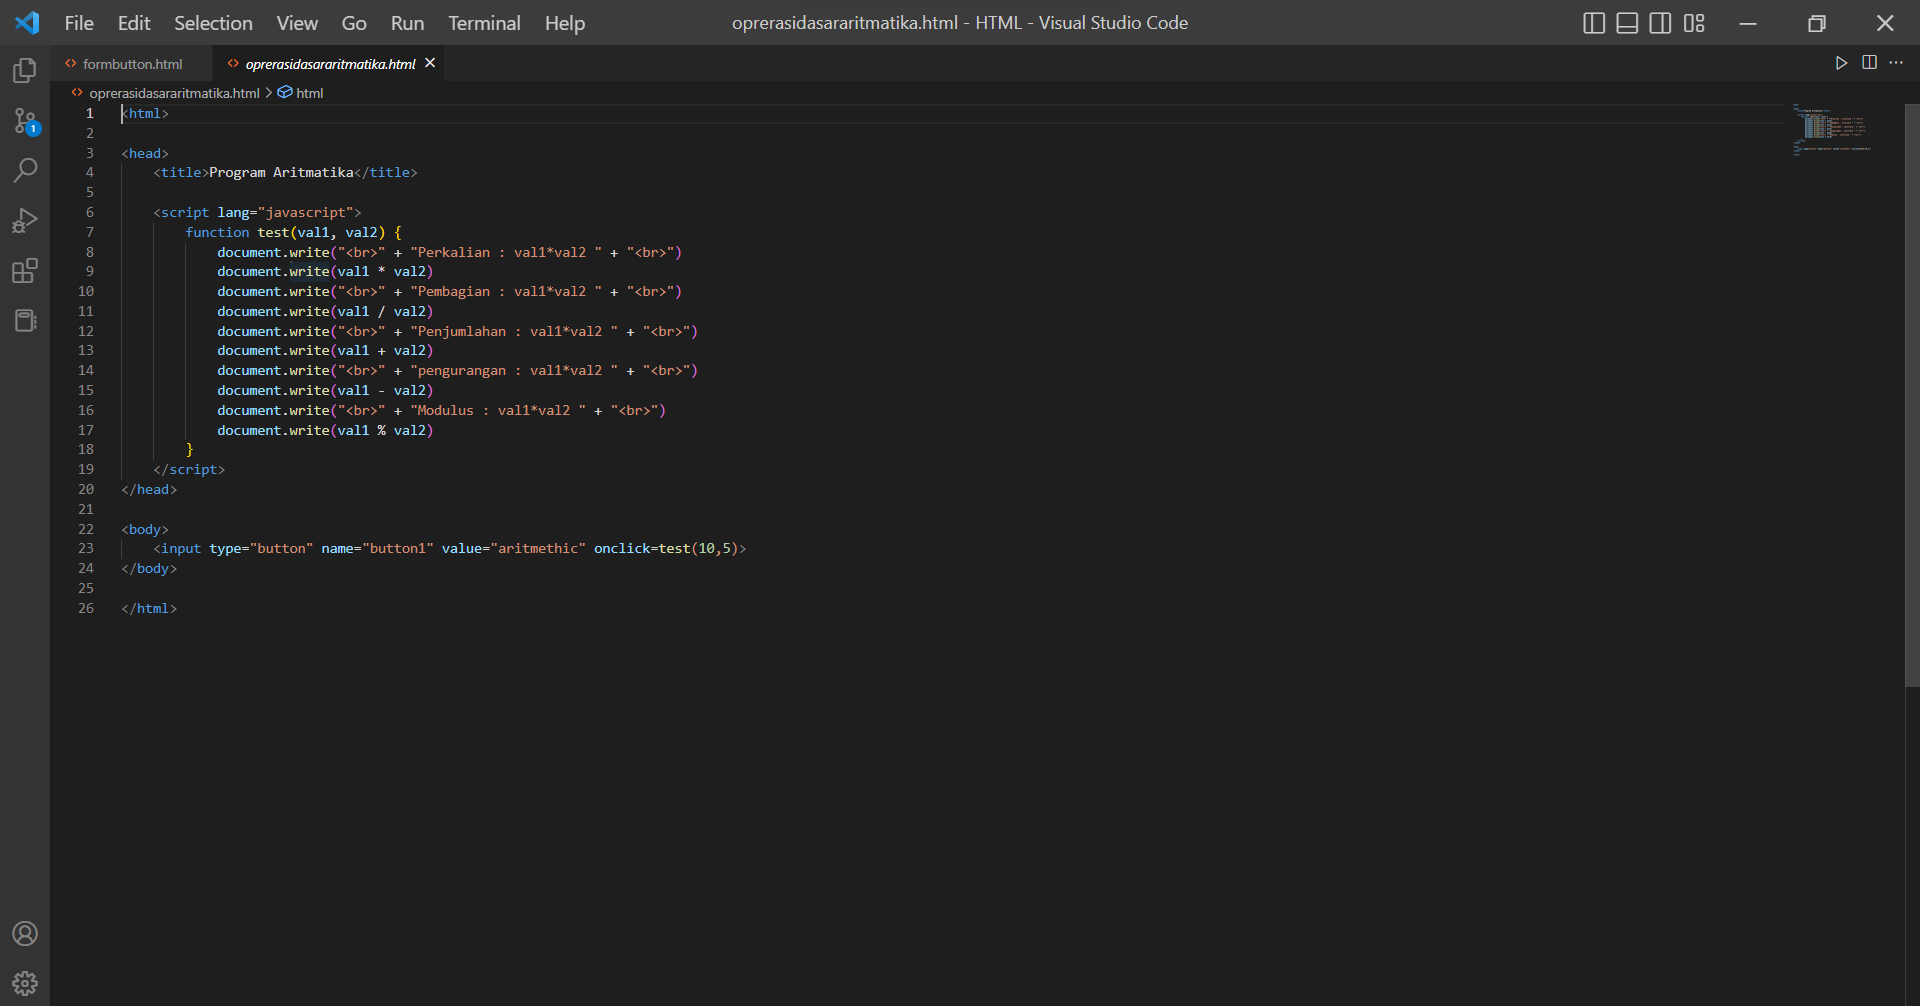 File Edit Selection View Go Run Terminal Help oprerasidasararitmatika.html - HTML - Visual Studio Code
formbutton.html oprerasidasararitmatika.html
oprerasidasararitmatika.html > html
1 <html>
2
3 <head>
4 <title>Program Aritmatika</title>
5
6 <script lang="javascript">
7 function test(val1, val2) {
8 document.write("<br>" + "Perkalian : val1*val2 " + "<br>")
9 document.write(val1 * val2)
10 document.write("<br>" + "Pembagian : val1*val2 " + "<br>")
11 document.write(val1 / val2)
12 document.write("<br>" + "Penjumlahan : val1*val2 " + "<br>")
13 document.write(val1 + val2)
14 document.write("<br>" + "pengurangan : val1*val2 " + "<br>")
15 document.write(val1 - val2)
16 document.write("<br>" + "Modulus : val1*val2 " + "<br>")
17 document.write(val1 % val2)
18 }
19 </script>
20 </head>
21
22 <body>
23 <input type="button" name="button1" value="aritmethic" onclick=test(10,5)>
24 </body>
25
26 </html>
1